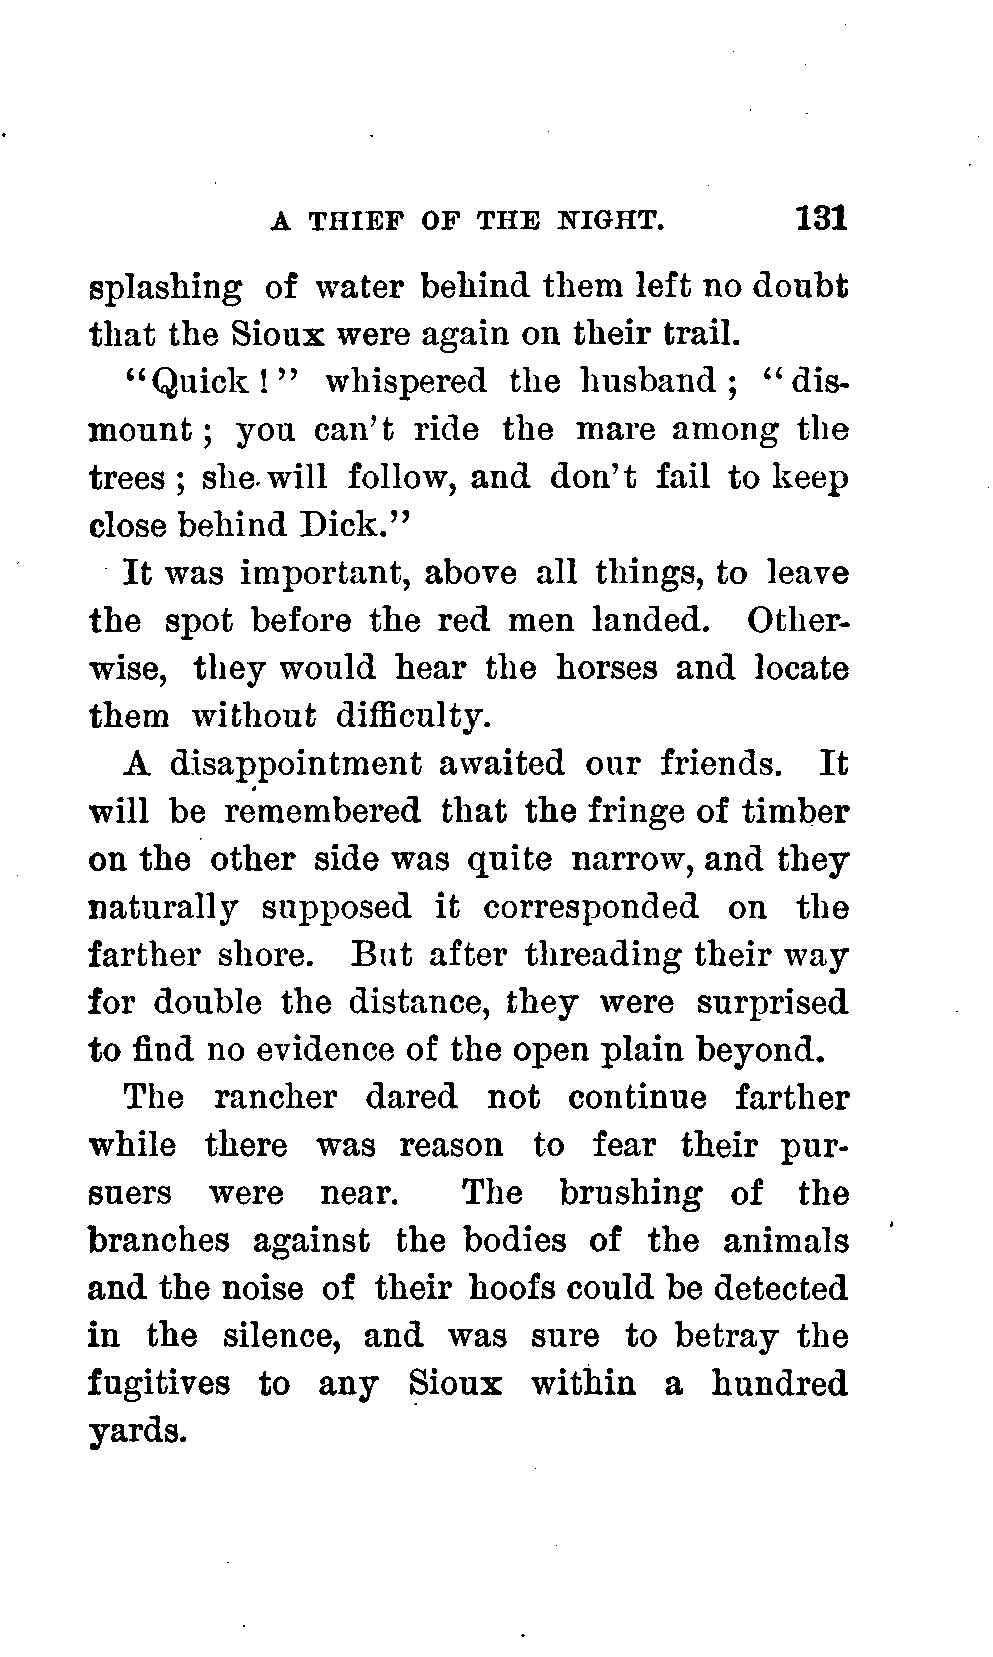 A THIEF OF THE NIGHT. 131
splashing of water behind them left no doubt
that the Sioux were again on their trail.
"Quick!" whispered the husband; "dis-
mount; you can't ride the mare among the
trees; she will follow, and don't fail to keep
close behind Dick."
It was important, above all things, to leave
the spot before the red men landed. Other-
wise, they would hear the horses and locate
them without difficulty.
A disappointment awaited our friends. It
will be remembered that the fringe of timber
on the other side was quite narrow, and they
naturally supposed it corresponded on the
farther shore. But after threading their way
for double the distance, they were surprised
to find no evidence of the open plain beyond.
The rancher dared not continue farther
while there was reason to fear their pur-
suers were near. The brushing of the
branches against the bodies of the animals
and the noise of their hoofs could be detected
in the silence, and was sure to betray the
fugitives to any Sioux within a hundred
yards.